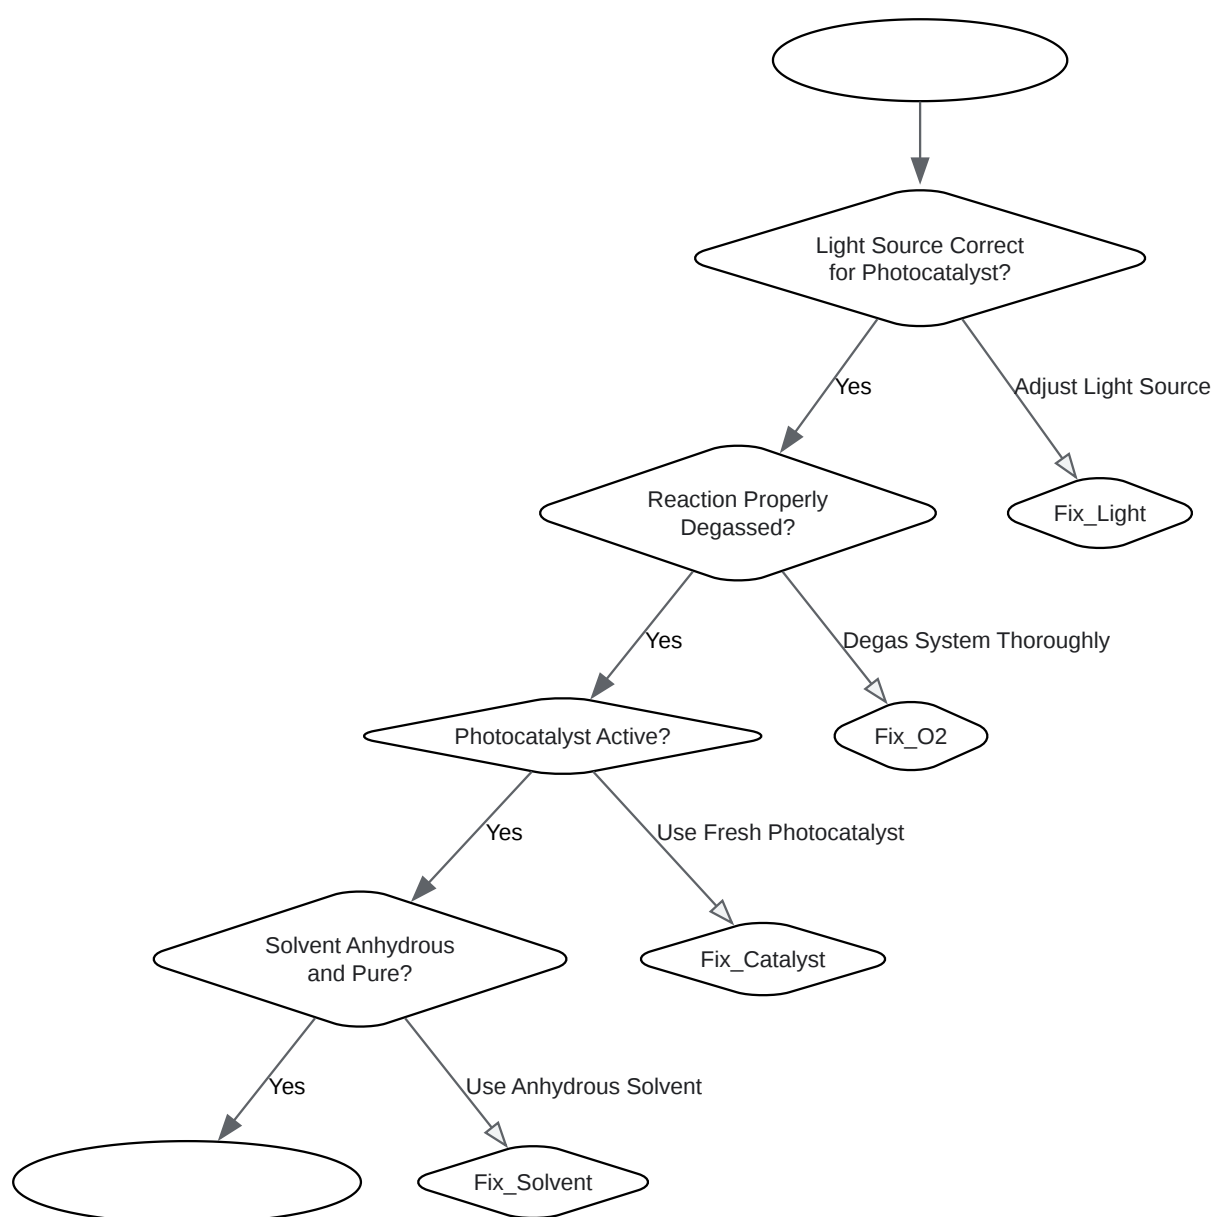 Light Source Correct
for Photocatalyst?
Yes
Adjust Light Source
Reaction Properly
Degassed?
Fix_Light
Yes
Degas System Thoroughly
Photocatalyst Active?
Fix_O2
Yes
Use Fresh Photocatalyst
Solvent Anhydrous
and Pure?
Fix_Catalyst
Yes
Use Anhydrous Solvent
Fix_Solvent